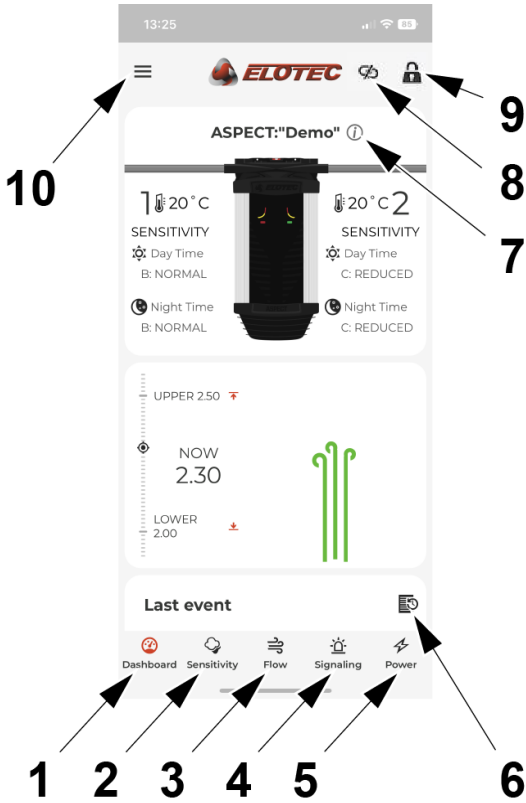 13:25
85
ELOTEC
9
ASPECT:"Demo" i
10
8
7
1 20°C
20°C 2
SENSITIVITY
SENSITIVITY
Day Time
Day Time
B: NORMAL
C: REDUCED
Night Time
Night Time
B: NORMAL
C: REDUCED
UPPER 2.50
NOW
2.30
LOWER
2.00
Last event
Dashboard
Sensitivity
Flow
Signaling
Power
1
2
3
4
5
6